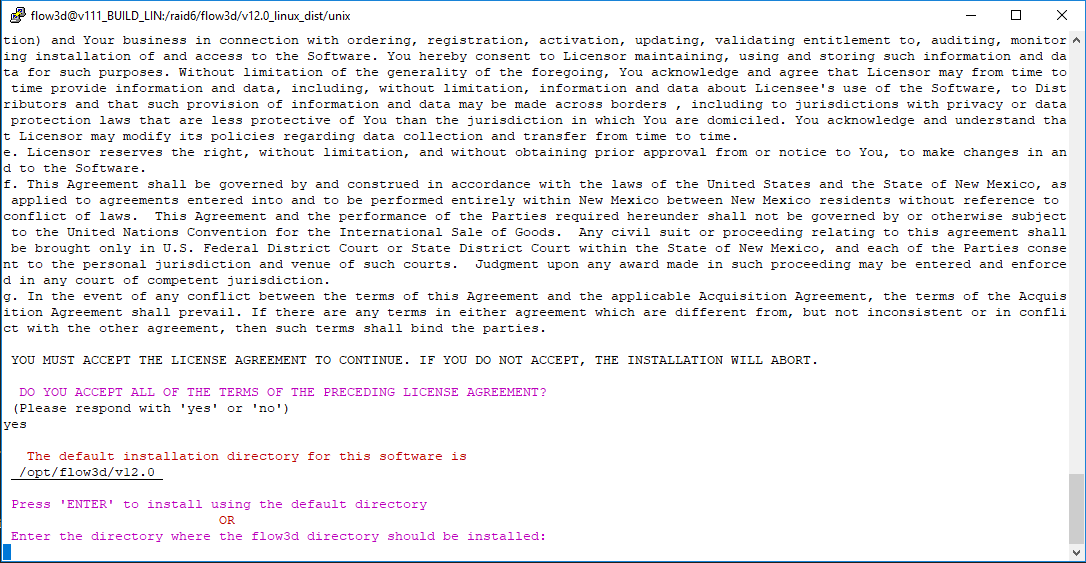 flow3d@v111_BUILD_LIN:/raid6/flow3d/v12.0_linux_dist/unix
tion) and Your business in connection with ordering, registration, activation, updating, validating entitlement to, auditing, monitor
ing installation of and access to the Software. You hereby consent to Licensor maintaining, using and storing such information and da
ta for such purposes. Without limitation of the generality of the foregoing, You acknowledge and agree that Licensor may from time to
time provide information and data, including, without limitation, information and data about Licensee's use of the Software, to Dist
ributors and that such provision of information and data may be made across borders , including to jurisdictions with privacy or data
protection laws that are less protective of You than the jurisdiction in which You are domiciled. You acknowledge and understand tha
t Licensor may modify its policies regarding data collection and transfer from time to time.
e. Licensor reserves the right, without limitation, and without obtaining prior approval from or notice to You, to make changes in an
d to the Software.
f. This Agreement shall be governed by and construed in accordance with the laws of the United States and the State of New Mexico, as
applied to agreements entered into and to be performed entirely within New Mexico between New Mexico residents without reference to
conflict of laws.  This Agreement and the performance of the Parties required hereunder shall not be governed by or otherwise subject
to the United Nations Convention for the International Sale of Goods.  Any civil suit or proceeding relating to this agreement shall
be brought only in U.S. Federal District Court or State District Court within the State of New Mexico, and each of the Parties conse
nt to the personal jurisdiction and venue of such courts.  Judgment upon any award made in such proceeding may be entered and enforce
d in any court of competent jurisdiction.
g. In the event of any conflict between the terms of this Agreement and the applicable Acquisition Agreement, the terms of the Acquis
ition Agreement shall prevail. If there are any terms in either agreement which are different from, but not inconsistent or in confli
ct with the other agreement, then such terms shall bind the parties.
YOU MUST ACCEPT THE LICENSE AGREEMENT TO CONTINUE. IF YOU DO NOT ACCEPT, THE INSTALLATION WILL ABORT.
DO YOU ACCEPT ALL OF THE TERMS OF THE PRECEDING LICENSE AGREEMENT?
(Please respond with 'yes' or 'no')
yes
The default installation directory for this software is
/opt/flow3d/v12.0
Press 'ENTER' to install using the default directory
OR
Enter the directory where the flow3d directory should be installed: